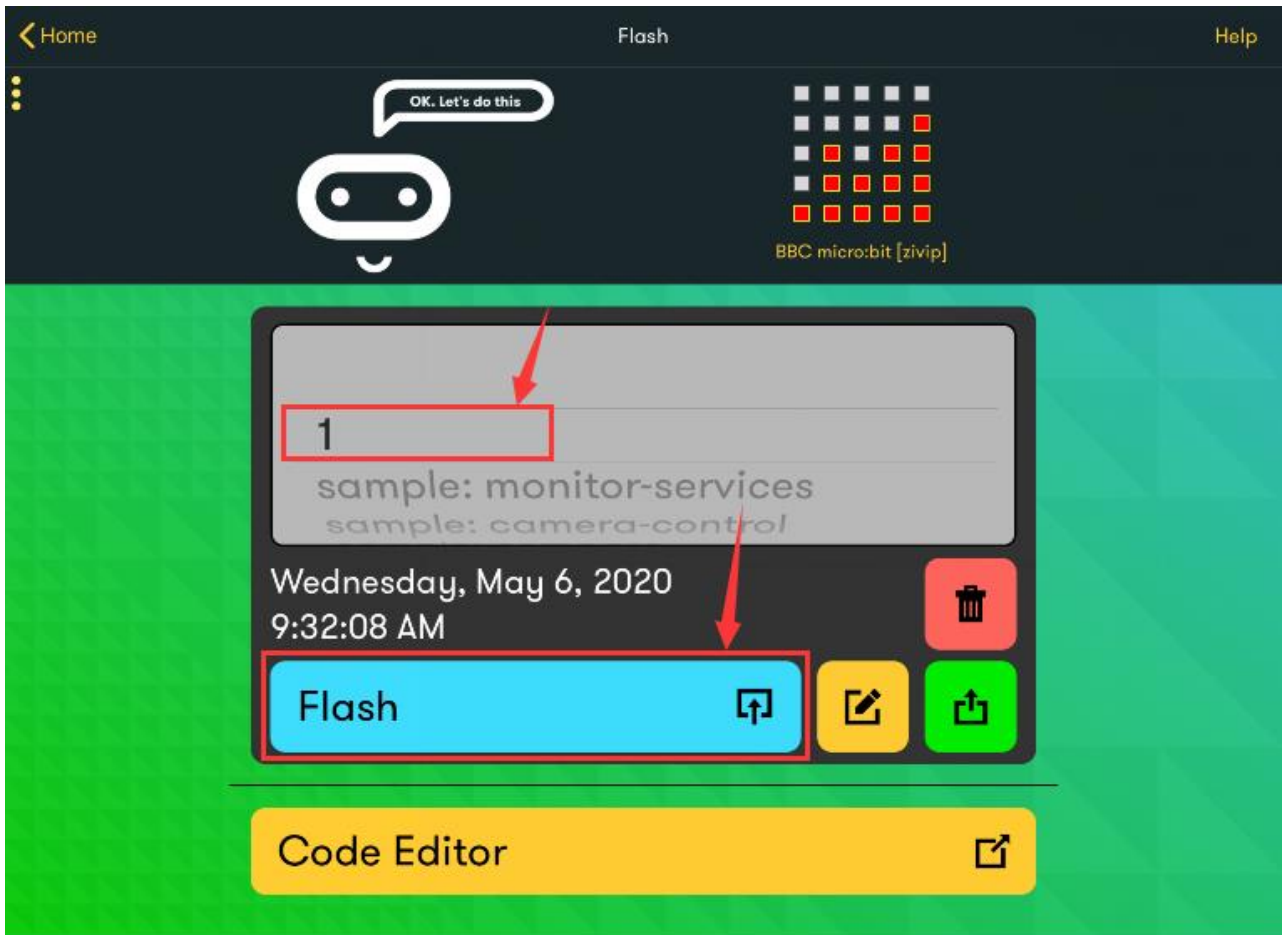 Home
Flash
Help
OK. Let's do this
BBC micro:bit [zivip]
1
sample: monitor-services
sample: camera-control
Wednesday, May 6, 2020
9:32:08 AM
Flash
Code Editor